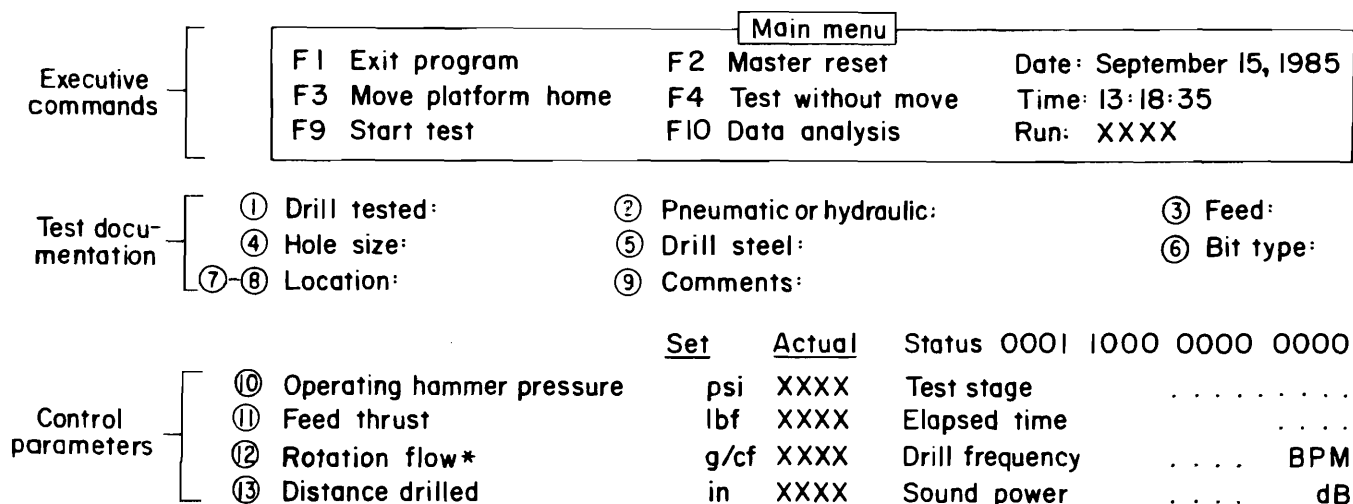 Main menu
Executive commands
F1 Exit program F2 Master reset Date: September 15, 1985
F3 Move platform home F4 Test without move Time: 13:18:35
F9 Start test F10 Data analysis Run: XXXX
Test docu-
mentation
① Drill tested: ② Pneumatic or hydraulic: ③ Feed:
④ Hole size: ⑤ Drill steel: ⑥ Bit type:
⑦-⑧ Location: ⑨ Comments:
Set Actual Status 0001 1000 0000 0000
Control
parameters
⑩ Operating hammer pressure psi XXXX Test stage . . . . . . . . .
⑪ Feed thrust lbf XXXX Elapsed time . . . .
⑫ Rotation flow* g/cf XXXX Drill frequency . . . . BPM
⑬ Distance drilled in XXXX Sound power . . . . dB